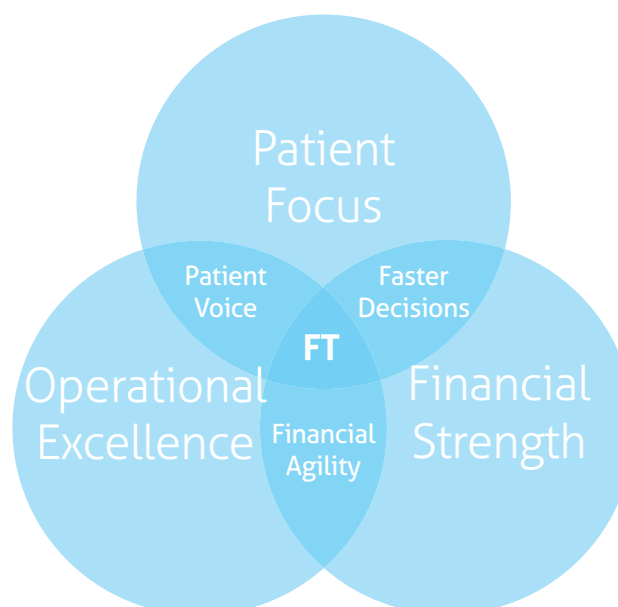 Patient
Focus
Patient
Voice
Faster
Decisions
FT
Operational
Excellence
Financial
Strength
Financial
Agility